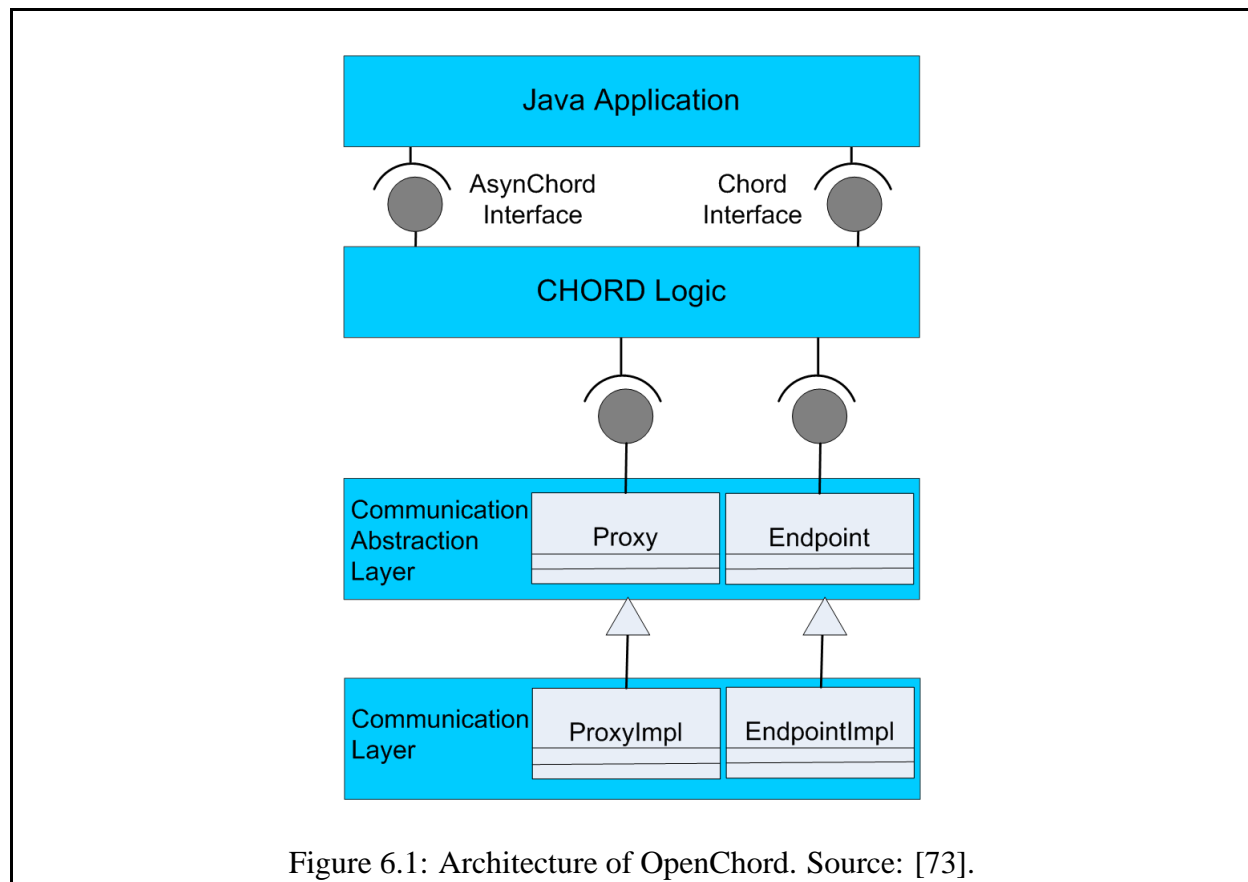 Java Application
AsynChord
Interface
Chord
Interface
CHORD Logic
Communication
Abstraction
Layer
Proxy
Endpoint
Communication
Layer
ProxyImpl
EndpointImpl
Figure 6.1: Architecture of OpenChord. Source: [73].